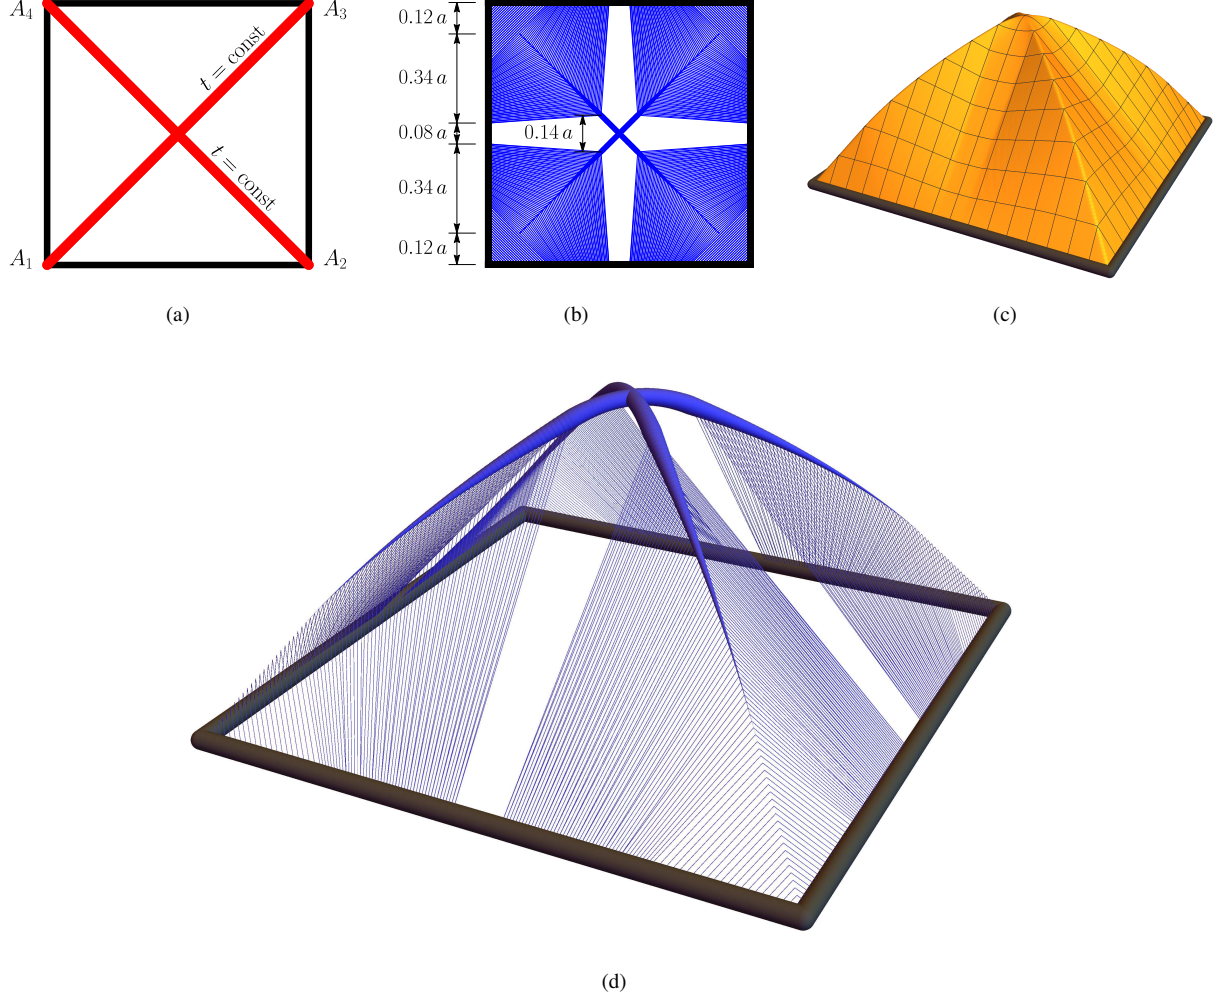 A₄
A₃
t = const
t = const
A₁
A₂
(a)
0.12 a
0.34 a
0.08 a
0.14 a
0.34 a
0.12 a
(b)
(c)
(d)